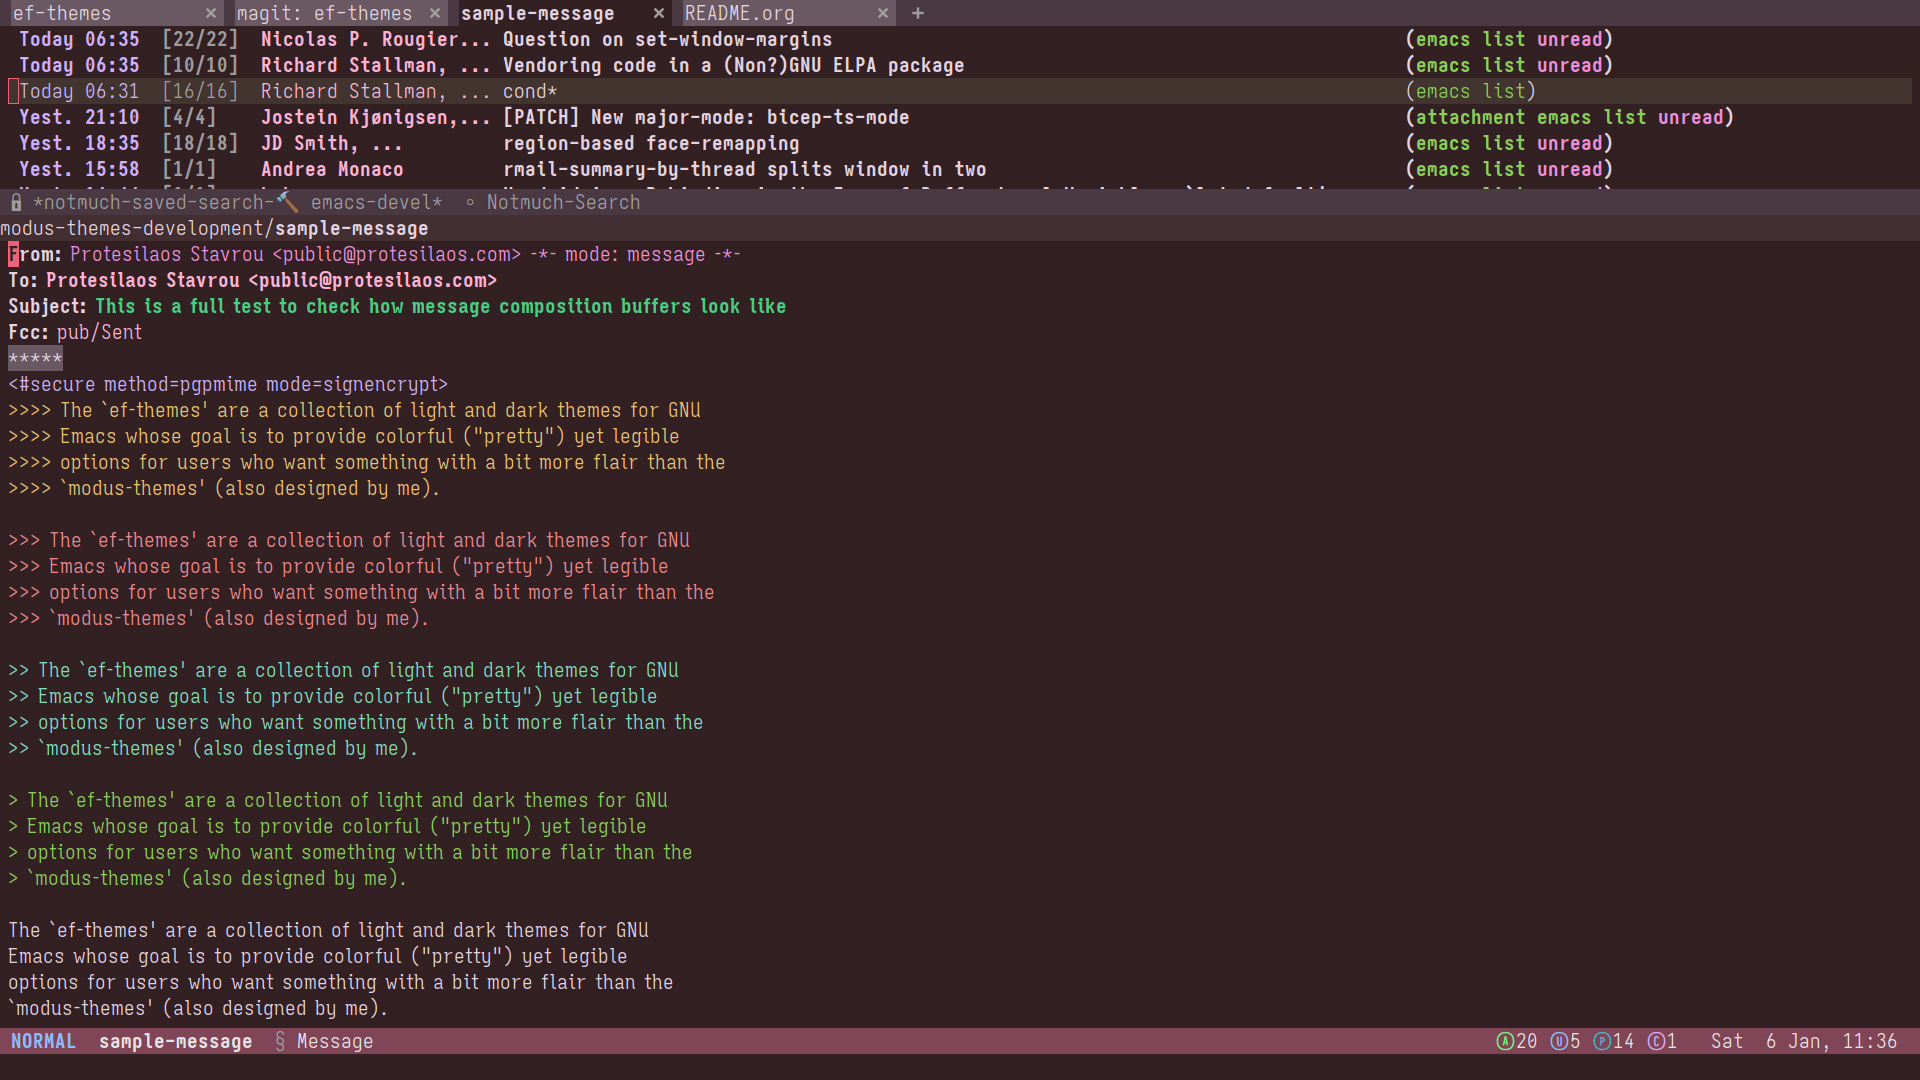 ef-themes × magit: ef-themes × sample-message × README.org × +
Today 06:35 [22/22] Nicolas P. Rougier... Question on set-window-margins (emacs list unread)
Today 06:35 [10/10] Richard Stallman, ... Vendoring code in a (Non?)GNU ELPA package (emacs list unread)
Today 06:31 [16/16] Richard Stallman, ... cond* (emacs list)
Yest. 21:10 [4/4] Jostein Kjønigsen,... [PATCH] New major-mode: bicep-ts-mode (attachment emacs list unread)
Yest. 18:35 [18/18] JD Smith, ... region-based face-remapping (emacs list unread)
Yest. 15:58 [1/1] Andrea Monaco rmail-summary-by-thread splits window in two (emacs list unread)
*notmuch-saved-search-🔨 emacs-devel* ∘ Notmuch-Search
modus-themes-development/sample-message
From: Protesilaos Stavrou <public@protesilaos.com> -*- mode: message -*-
To: Protesilaos Stavrou <public@protesilaos.com>
Subject: This is a full test to check how message composition buffers look like
Fcc: pub/Sent
*****
<#secure method=pgpmime mode=signencrypt>
>>>> The `ef-themes' are a collection of light and dark themes for GNU
>>>> Emacs whose goal is to provide colorful ("pretty") yet legible
>>>> options for users who want something with a bit more flair than the
>>>> `modus-themes' (also designed by me).
>>> The `ef-themes' are a collection of light and dark themes for GNU
>>> Emacs whose goal is to provide colorful ("pretty") yet legible
>>> options for users who want something with a bit more flair than the
>>> `modus-themes' (also designed by me).
>> The `ef-themes' are a collection of light and dark themes for GNU
>> Emacs whose goal is to provide colorful ("pretty") yet legible
>> options for users who want something with a bit more flair than the
>> `modus-themes' (also designed by me).
> The `ef-themes' are a collection of light and dark themes for GNU
> Emacs whose goal is to provide colorful ("pretty") yet legible
> options for users who want something with a bit more flair than the
> `modus-themes' (also designed by me).
The `ef-themes' are a collection of light and dark themes for GNU
Emacs whose goal is to provide colorful ("pretty") yet legible
options for users who want something with a bit more flair than the
`modus-themes' (also designed by me).
NORMAL sample-message § Message Ⓐ20 Ⓤ5 Ⓟ14 Ⓒ1 Sat 6 Jan, 11:36